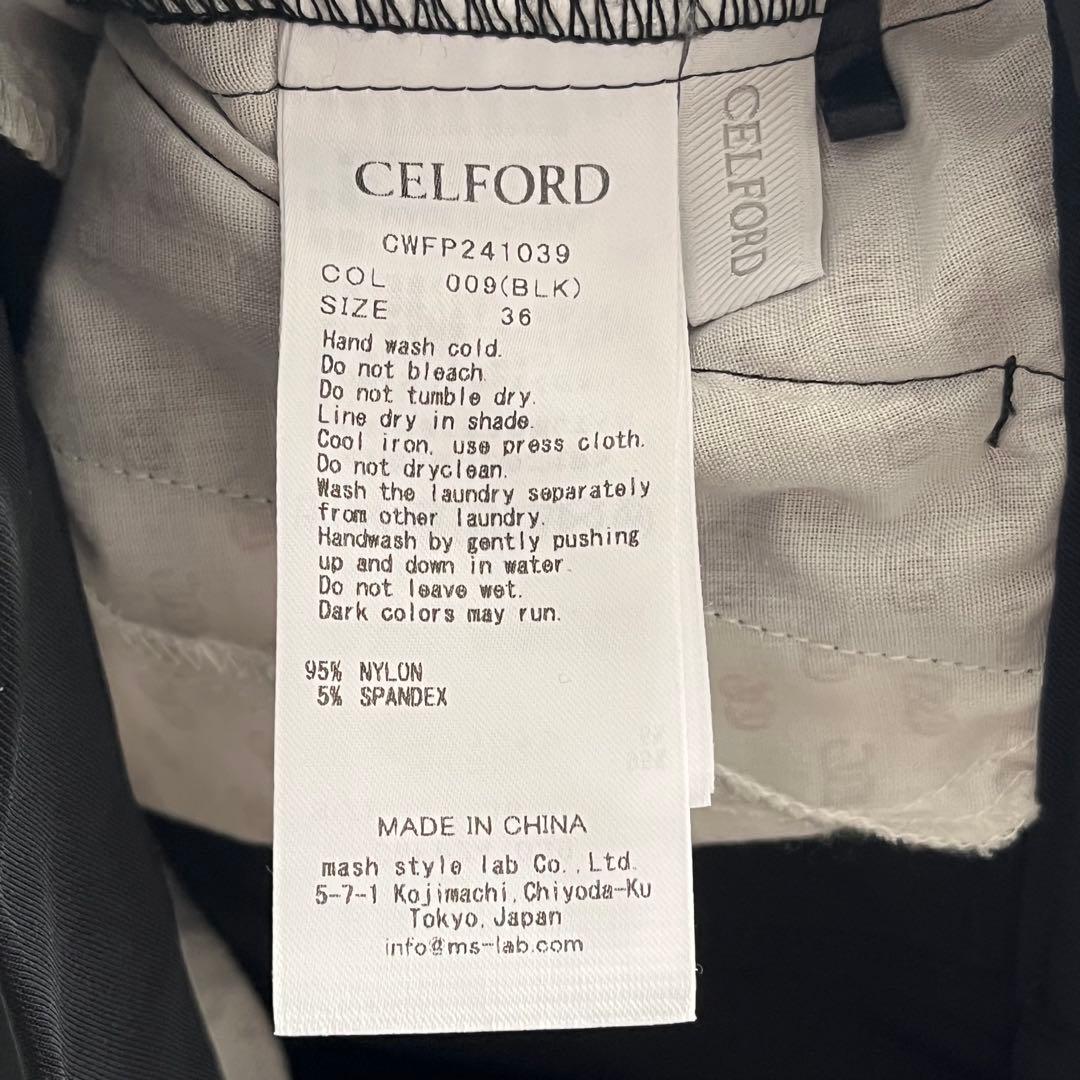 CELFORD
CELFORD
CWFP241039
COL 009(BLK)
SIZE 36
Hand wash cold.
Do not bleach.
Do not tumble dry.
Line dry in shade.
Cool iron, use press cloth.
Do not dryclean.
Wash the laundry separately
from other laundry.
Handwash by gently pushing
up and down in water.
Do not leave wet.
Dark colors may run.
95% NYLON
5% SPANDEX
MADE IN CHINA
mash style lab Co.,Ltd.
5-7-1 Kojimachi,Chiyoda-Ku
Tokyo,Japan
info@ms-lab.com